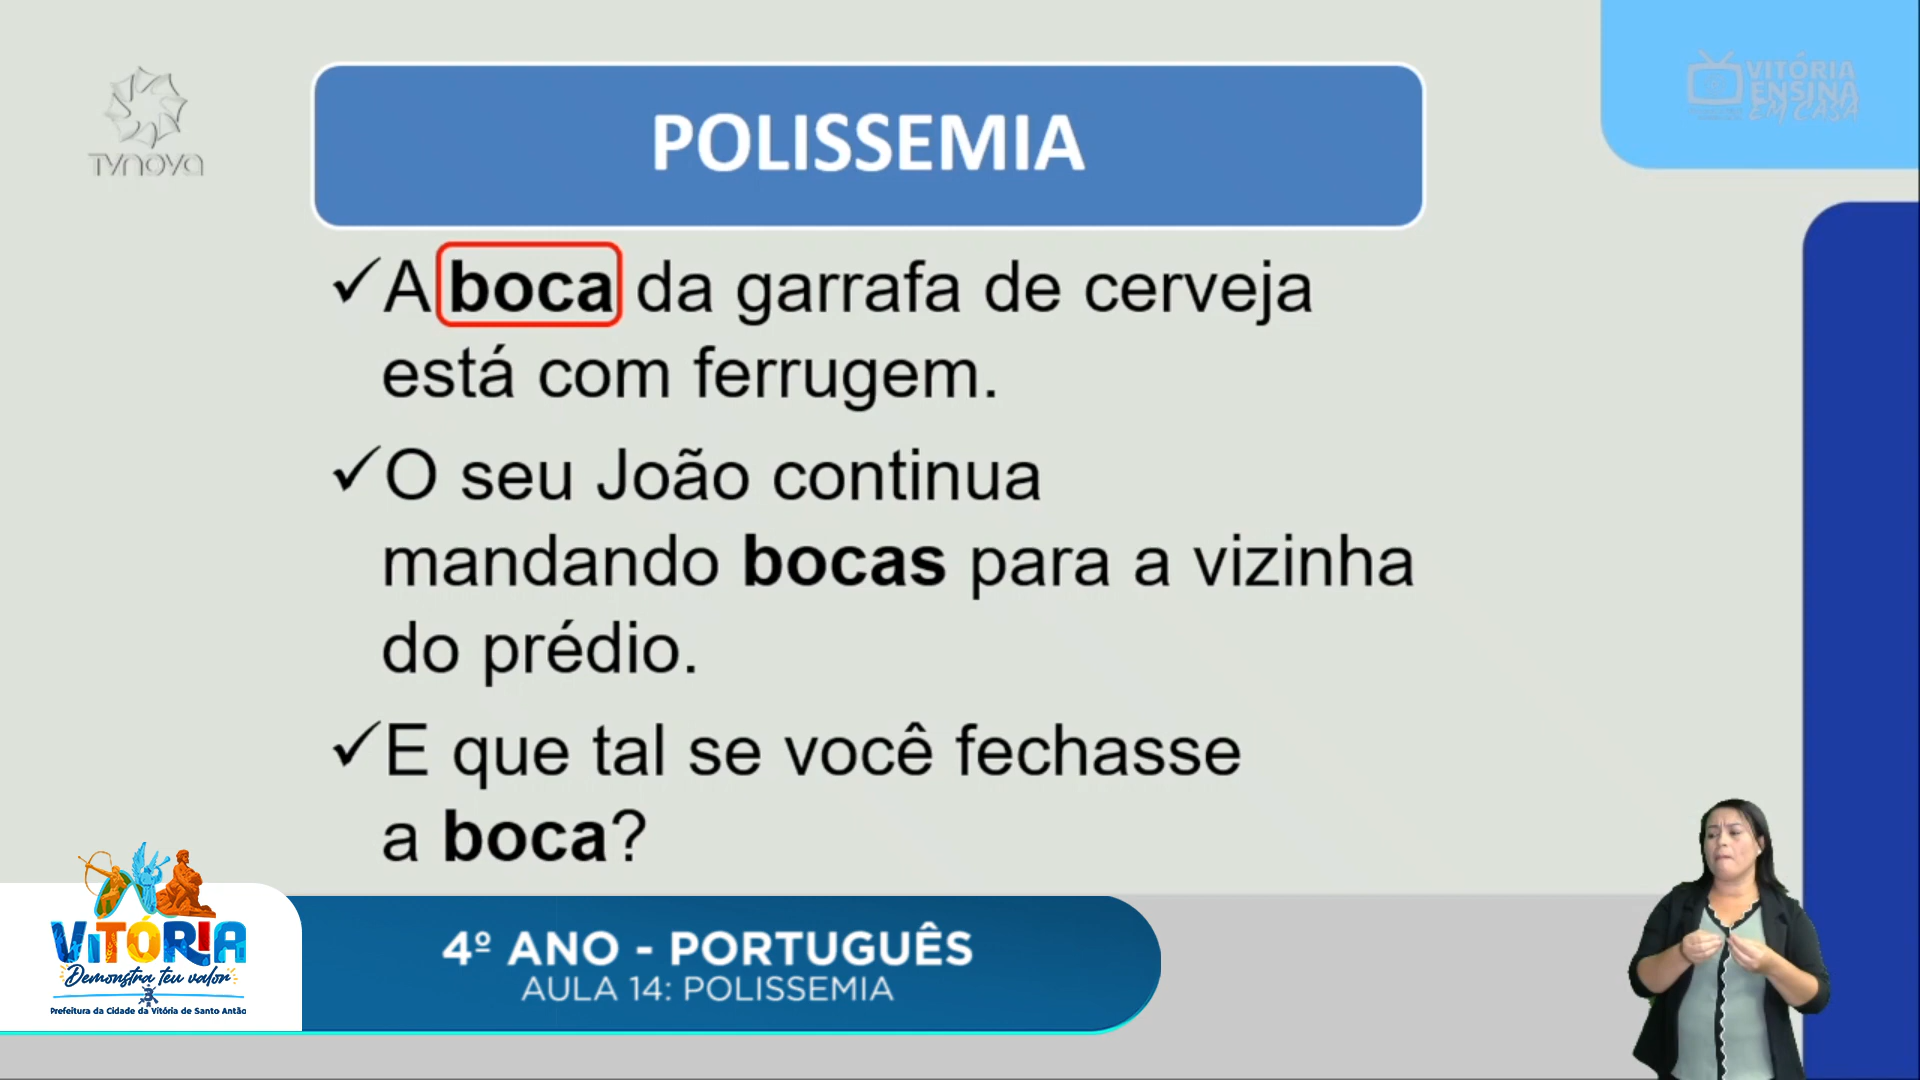 TVNOVA
VITÓRIA
ENSINA
EM CASA
POLISSEMIA
✓A boca da garrafa de cerveja
está com ferrugem.
✓O seu João continua
mandando bocas para a vizinha
do prédio.
✓E que tal se você fechasse
a boca?
VITÓRIA
Demonstra teu valor
Prefeitura da Cidade da Vitória de Santo Antão
4º ANO - PORTUGUÊS
AULA 14: POLISSEMIA